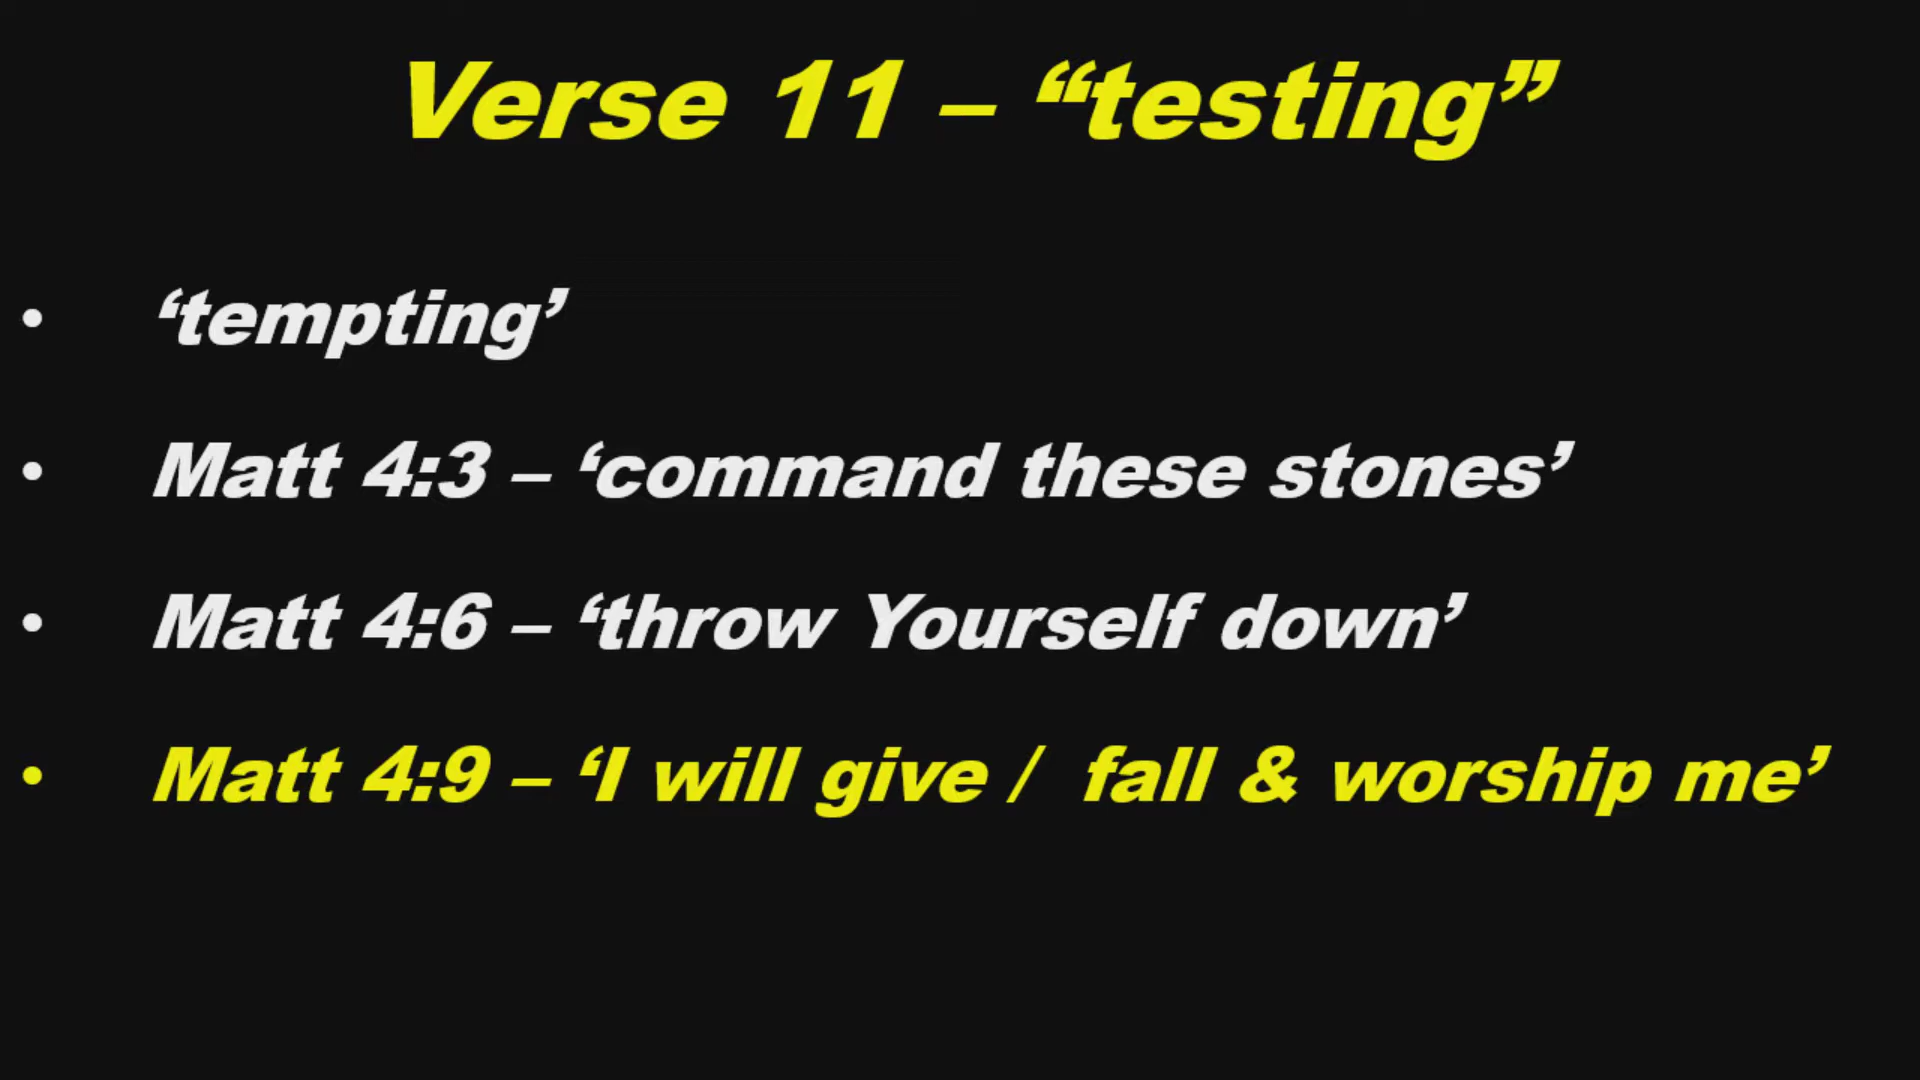 Verse 11 – “testing”
• ‘tempting’
• Matt 4:3 – ‘command these stones’
• Matt 4:6 – ‘throw Yourself down’
• Matt 4:9 – ‘I will give / fall & worship me’